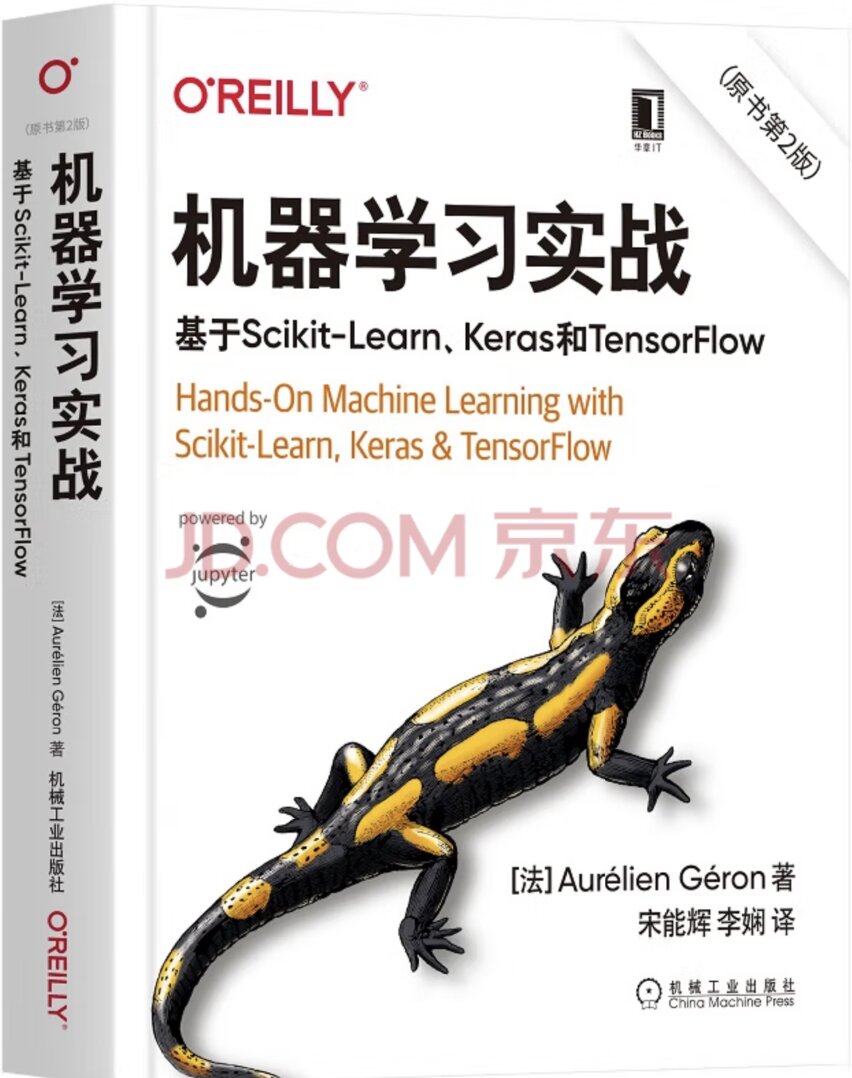 (原书第2版)
机器学习实战
基于Scikit-Learn, Keras和TensorFlow
[法] Aurélien Géron 著
机械工业出版社
O'REILLY®
O'REILLY®
HZ Books
华章IT
(原书第2版)
机器学习实战
基于Scikit-Learn、Keras和TensorFlow
Hands-On Machine Learning with
Scikit-Learn, Keras & TensorFlow
powered by
jupyter
JD.COM 京东
[法] Aurélien Géron 著
宋能辉 李娴 译
机械工业出版社
China Machine Press